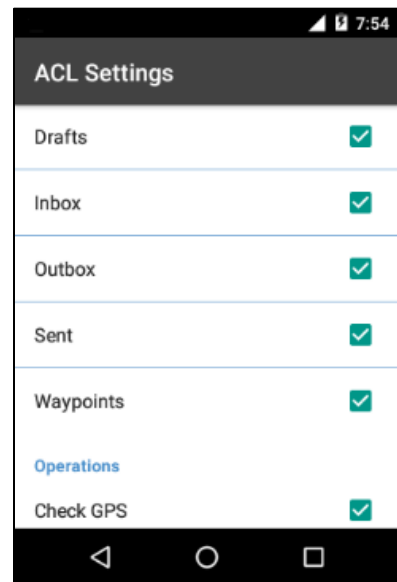 7:54
ACL Settings
Drafts
Inbox
Outbox
Sent
Waypoints
Operations
Check GPS